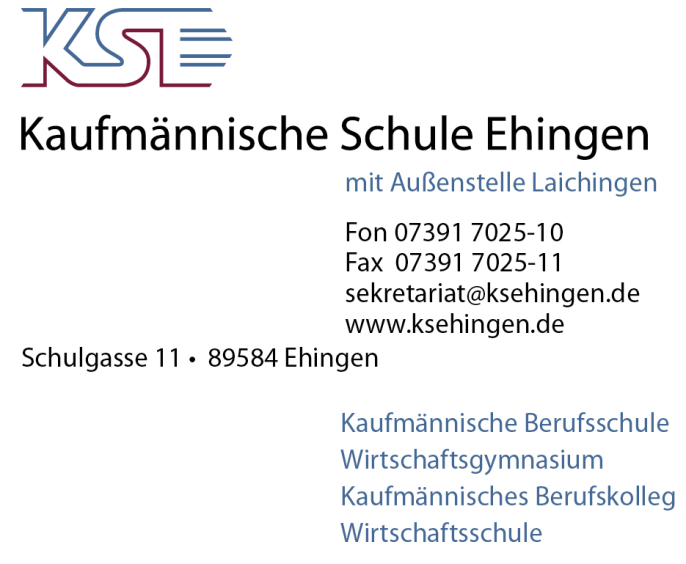 KSE
Kaufmännische Schule Ehingen
mit Außenstelle Laichingen
Fon 07391 7025-10
Fax 07391 7025-11
sekretariat@ksehingen.de
www.ksehingen.de
Schulgasse 11 • 89584 Ehingen
Kaufmännische Berufsschule
Wirtschaftsgymnasium
Kaufmännisches Berufskolleg
Wirtschaftsschule